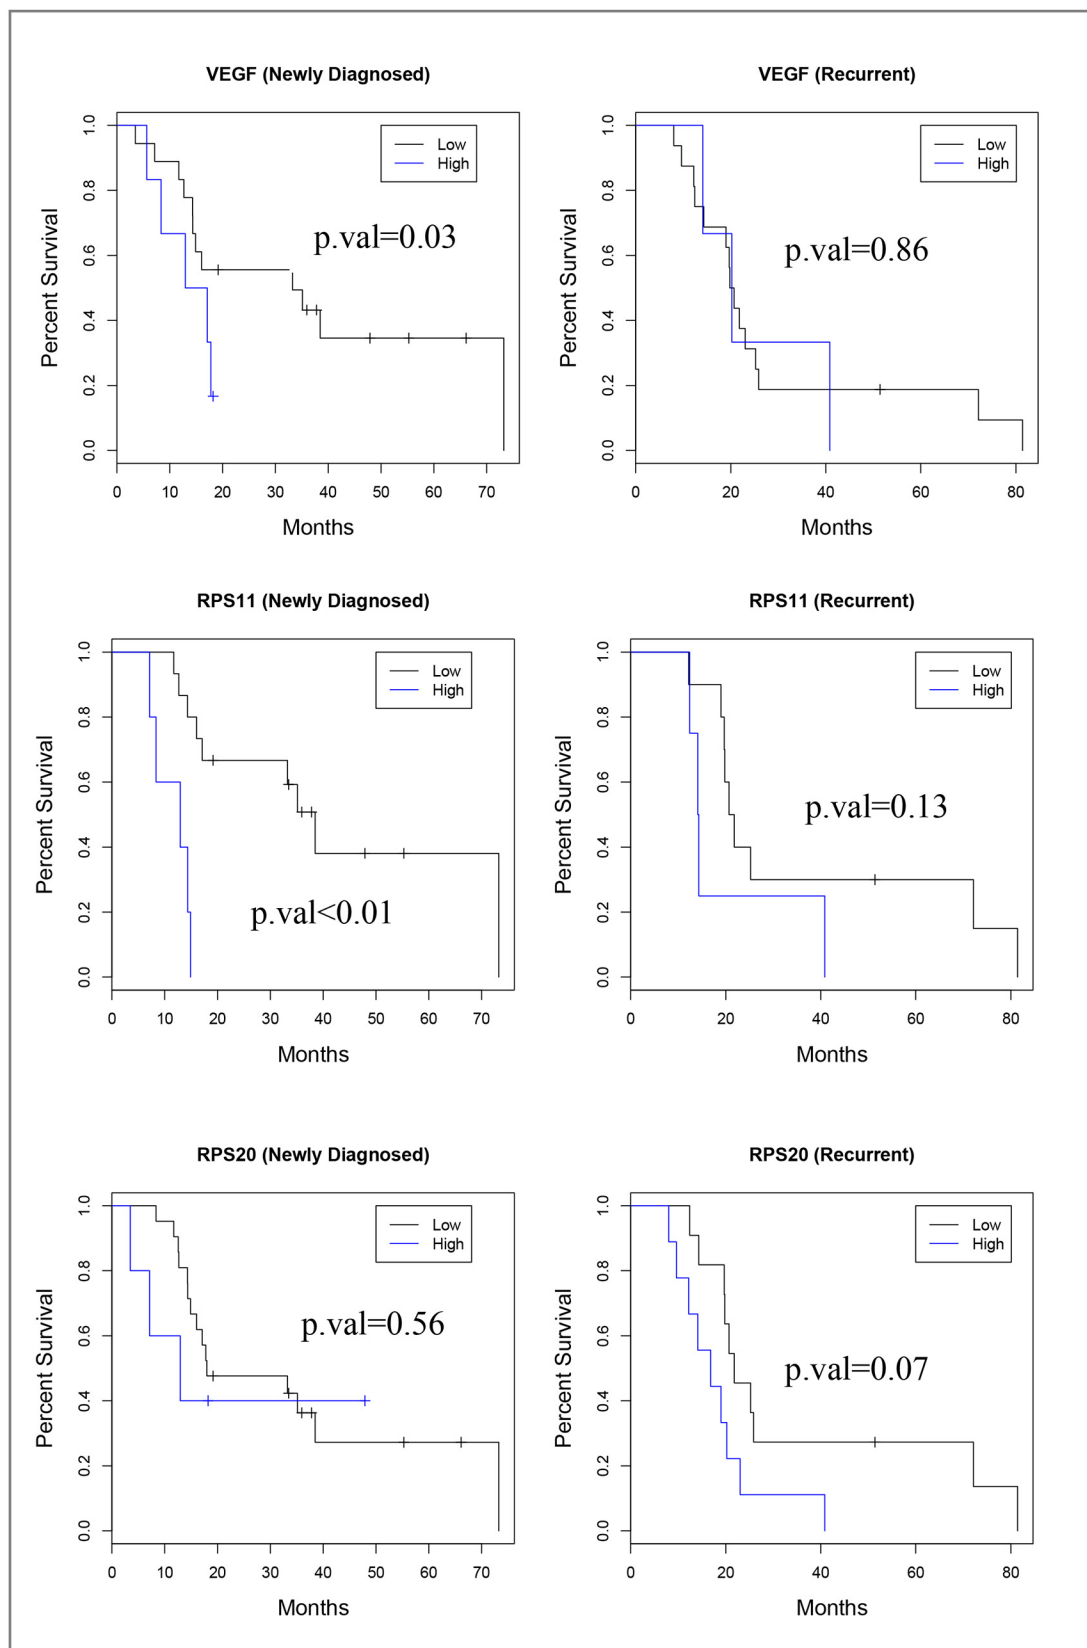 VEGF (Newly Diagnosed)
Percent Survival
0.0 0.2 0.4 0.6 0.8 1.0
Low
High
p.val=0.03
0 10 20 30 40 50 60 70
Months
VEGF (Recurrent)
Percent Survival
0.0 0.2 0.4 0.6 0.8 1.0
Low
High
p.val=0.86
0 20 40 60 80
Months
RPS11 (Newly Diagnosed)
Percent Survival
0.0 0.2 0.4 0.6 0.8 1.0
Low
High
p.val<0.01
0 10 20 30 40 50 60 70
Months
RPS11 (Recurrent)
Percent Survival
0.0 0.2 0.4 0.6 0.8 1.0
Low
High
p.val=0.13
0 20 40 60 80
Months
RPS20 (Newly Diagnosed)
Percent Survival
0.0 0.2 0.4 0.6 0.8 1.0
Low
High
p.val=0.56
0 10 20 30 40 50 60 70
Months
RPS20 (Recurrent)
Percent Survival
0.0 0.2 0.4 0.6 0.8 1.0
Low
High
p.val=0.07
0 20 40 60 80
Months